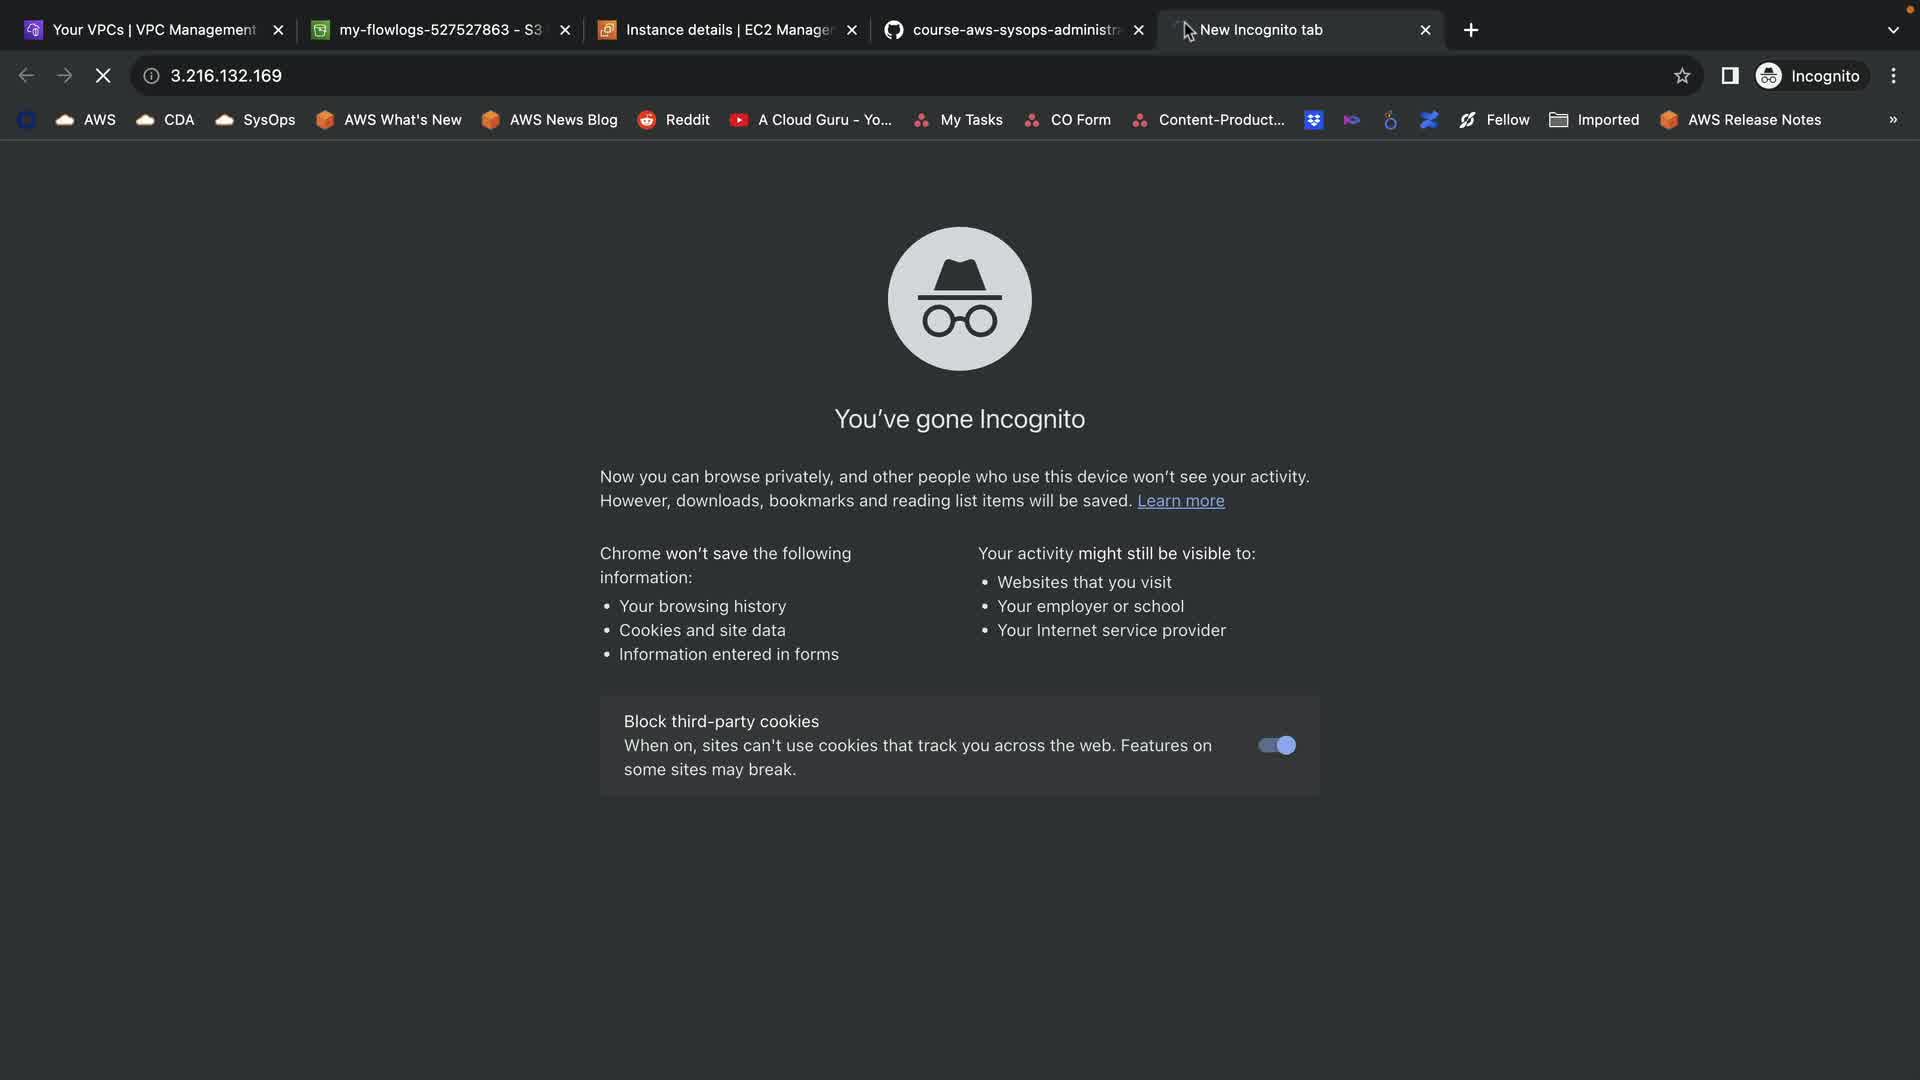 Your VPCs | VPC Management
my-flowlogs-527527863 - S3
Instance details | EC2 Manager
course-aws-sysops-administra
New Incognito tab
3.216.132.169
Incognito
AWS
CDA
SysOps
AWS What's New
AWS News Blog
Reddit
A Cloud Guru - Yo...
My Tasks
CO Form
Content-Product...
Fellow
Imported
AWS Release Notes
»
You’ve gone Incognito
Now you can browse privately, and other people who use this device won’t see your activity.
However, downloads, bookmarks and reading list items will be saved. Learn more
Chrome won’t save the following
information:
• Your browsing history
• Cookies and site data
• Information entered in forms
Your activity might still be visible to:
• Websites that you visit
• Your employer or school
• Your Internet service provider
Block third-party cookies
When on, sites can't use cookies that track you across the web. Features on
some sites may break.